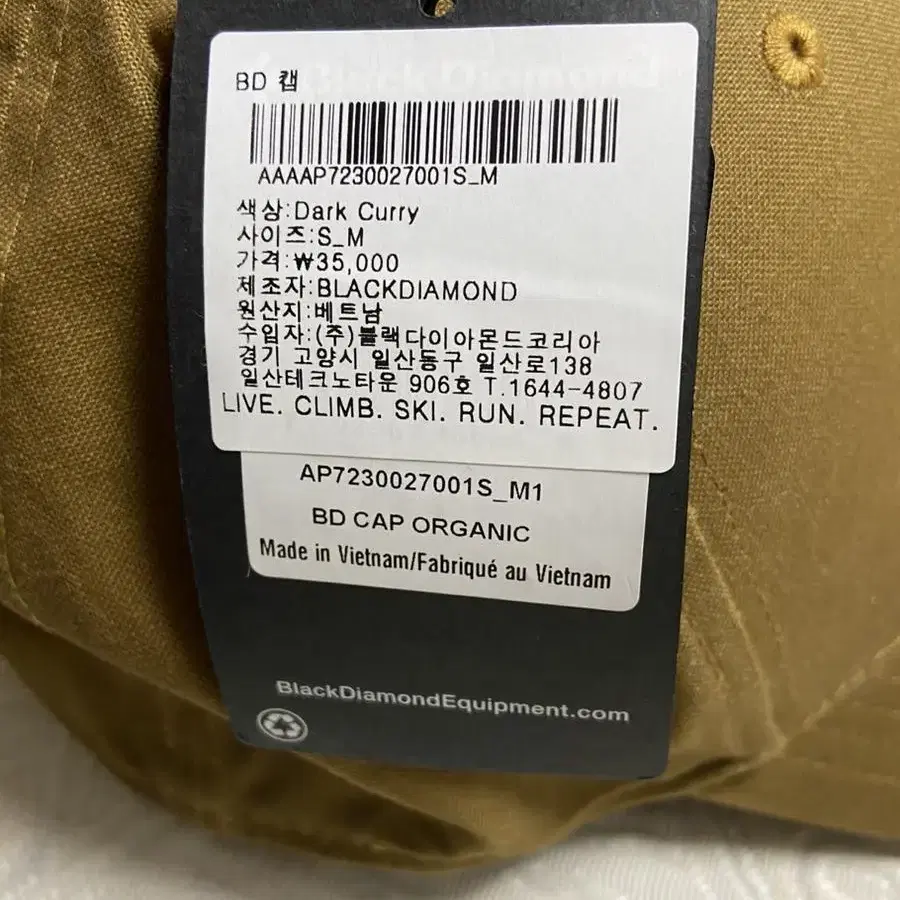 BD 캡
AAAAP7230027001S_M
색상:Dark Curry
사이즈:S_M
가격:₩35,000
제조자:BLACKDIAMOND
원산지:베트남
수입자:(주)블랙다이아몬드코리아
경기 고양시 일산동구 일산로138
일산테크노타운 906호 T.1644-4807
LIVE. CLIMB. SKI. RUN. REPEAT.
AP7230027001S_M1
BD CAP ORGANIC
Made in Vietnam/Fabriqué au Vietnam
BlackDiamondEquipment.com